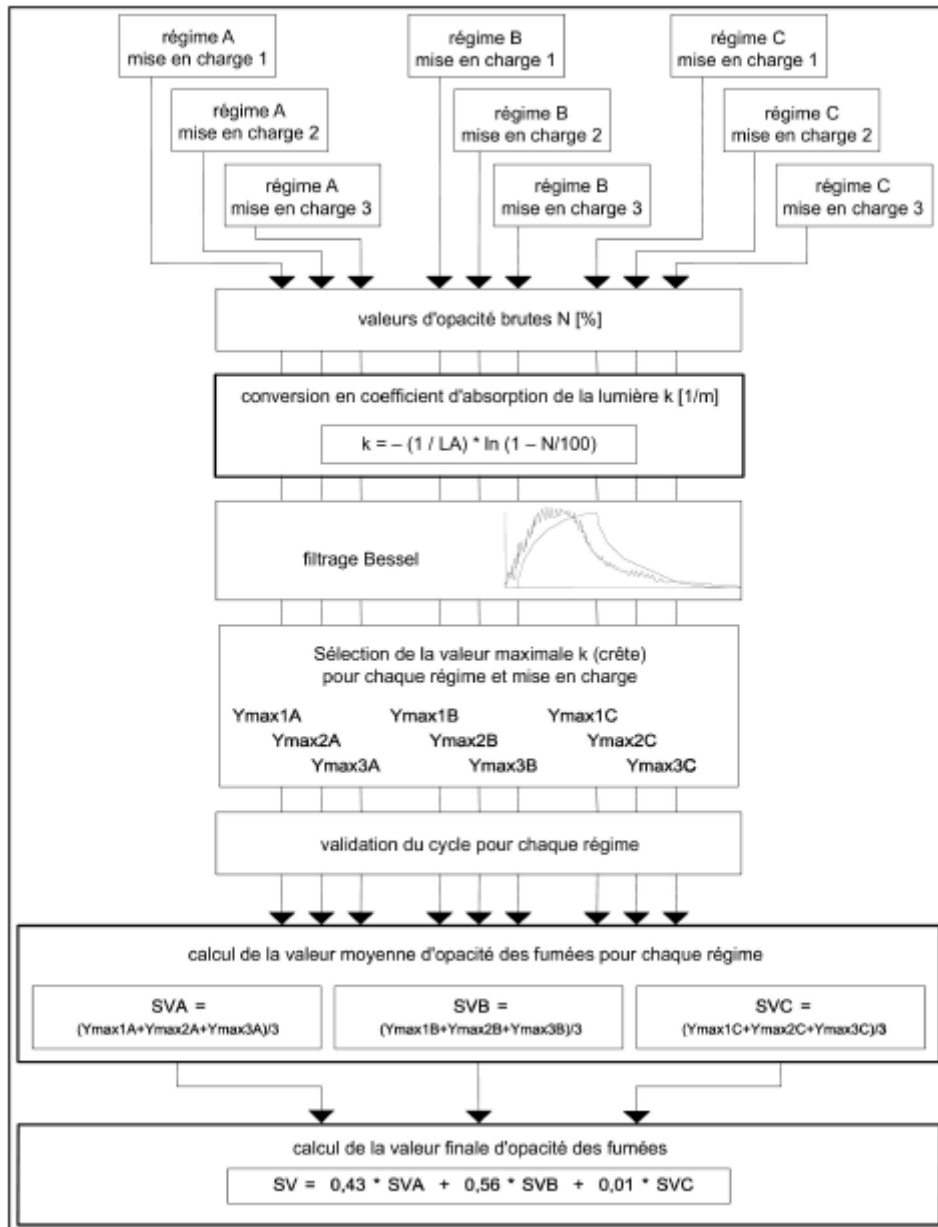 régime A
mise en charge 1
régime B
mise en charge 1
régime C
mise en charge 1
régime A
mise en charge 2
régime B
mise en charge 2
régime C
mise en charge 2
régime A
mise en charge 3
régime B
mise en charge 3
régime C
mise en charge 3
valeurs d'opacité brutes N [%]
conversion en coefficient d'absorption de la lumière k [1/m]
k = – (1 / LA) * ln (1 – N/100)
filtrage Bessel
Sélection de la valeur maximale k (crête)
pour chaque régime et mise en charge
Ymax1A Ymax1B Ymax1C
Ymax2A Ymax2B Ymax2C
Ymax3A Ymax3B Ymax3C
validation du cycle pour chaque régime
calcul de la valeur moyenne d'opacité des fumées pour chaque régime
SVA =
(Ymax1A+Ymax2A+Ymax3A)/3
SVB =
(Ymax1B+Ymax2B+Ymax3B)/3
SVC =
(Ymax1C+Ymax2C+Ymax3C)/3
calcul de la valeur finale d'opacité des fumées
SV = 0,43 * SVA + 0,56 * SVB + 0,01 * SVC